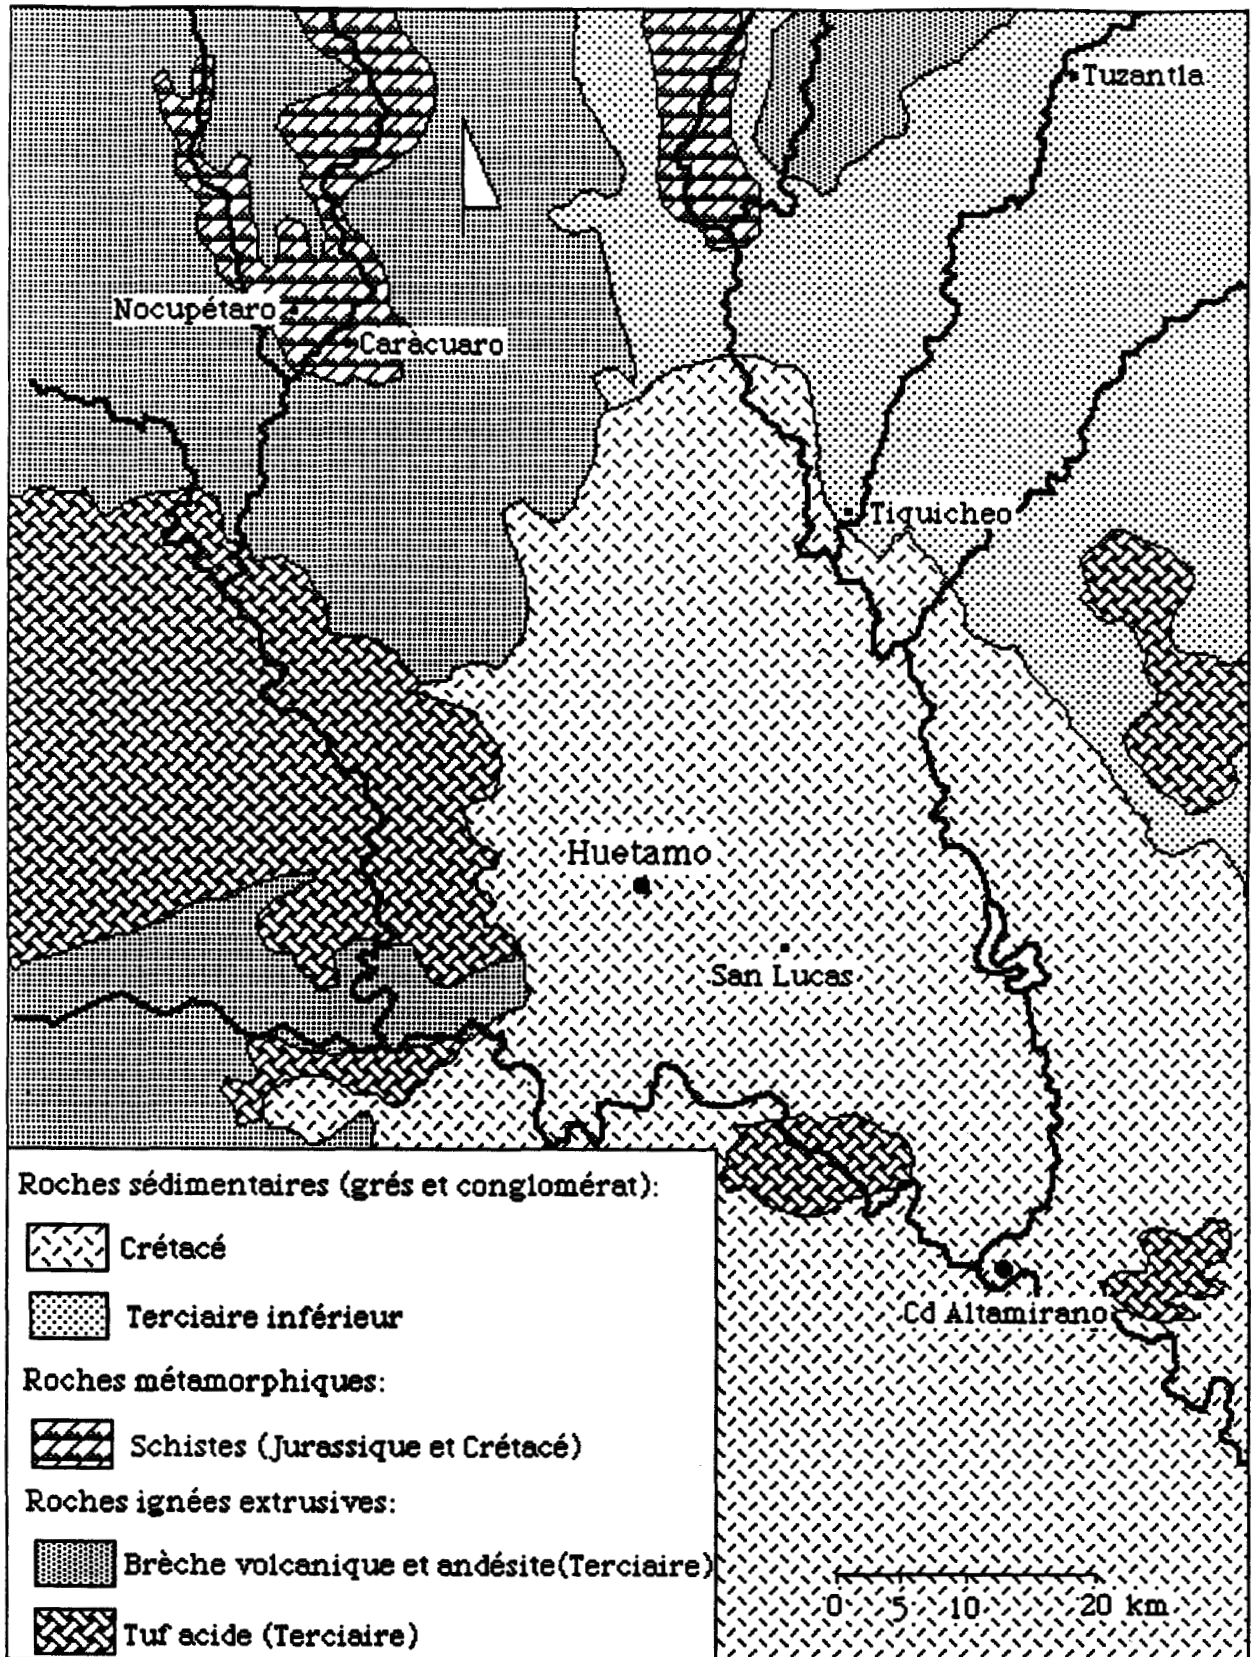 Tuzantla
Nocupétaro
Caracuaro
Tiquicheo
Huetamo
San Lucas
Cd Altamirano
Roches sédimentaires (grés et conglomérat):
Crétacé
Terciaire inférieur
Roches métamorphiques:
Schistes (Jurassique et Crétacé)
Roches ignées extrusives:
Brèche volcanique et andésite(Terciaire)
Tuf acide (Terciaire)
0 5 10 20 km